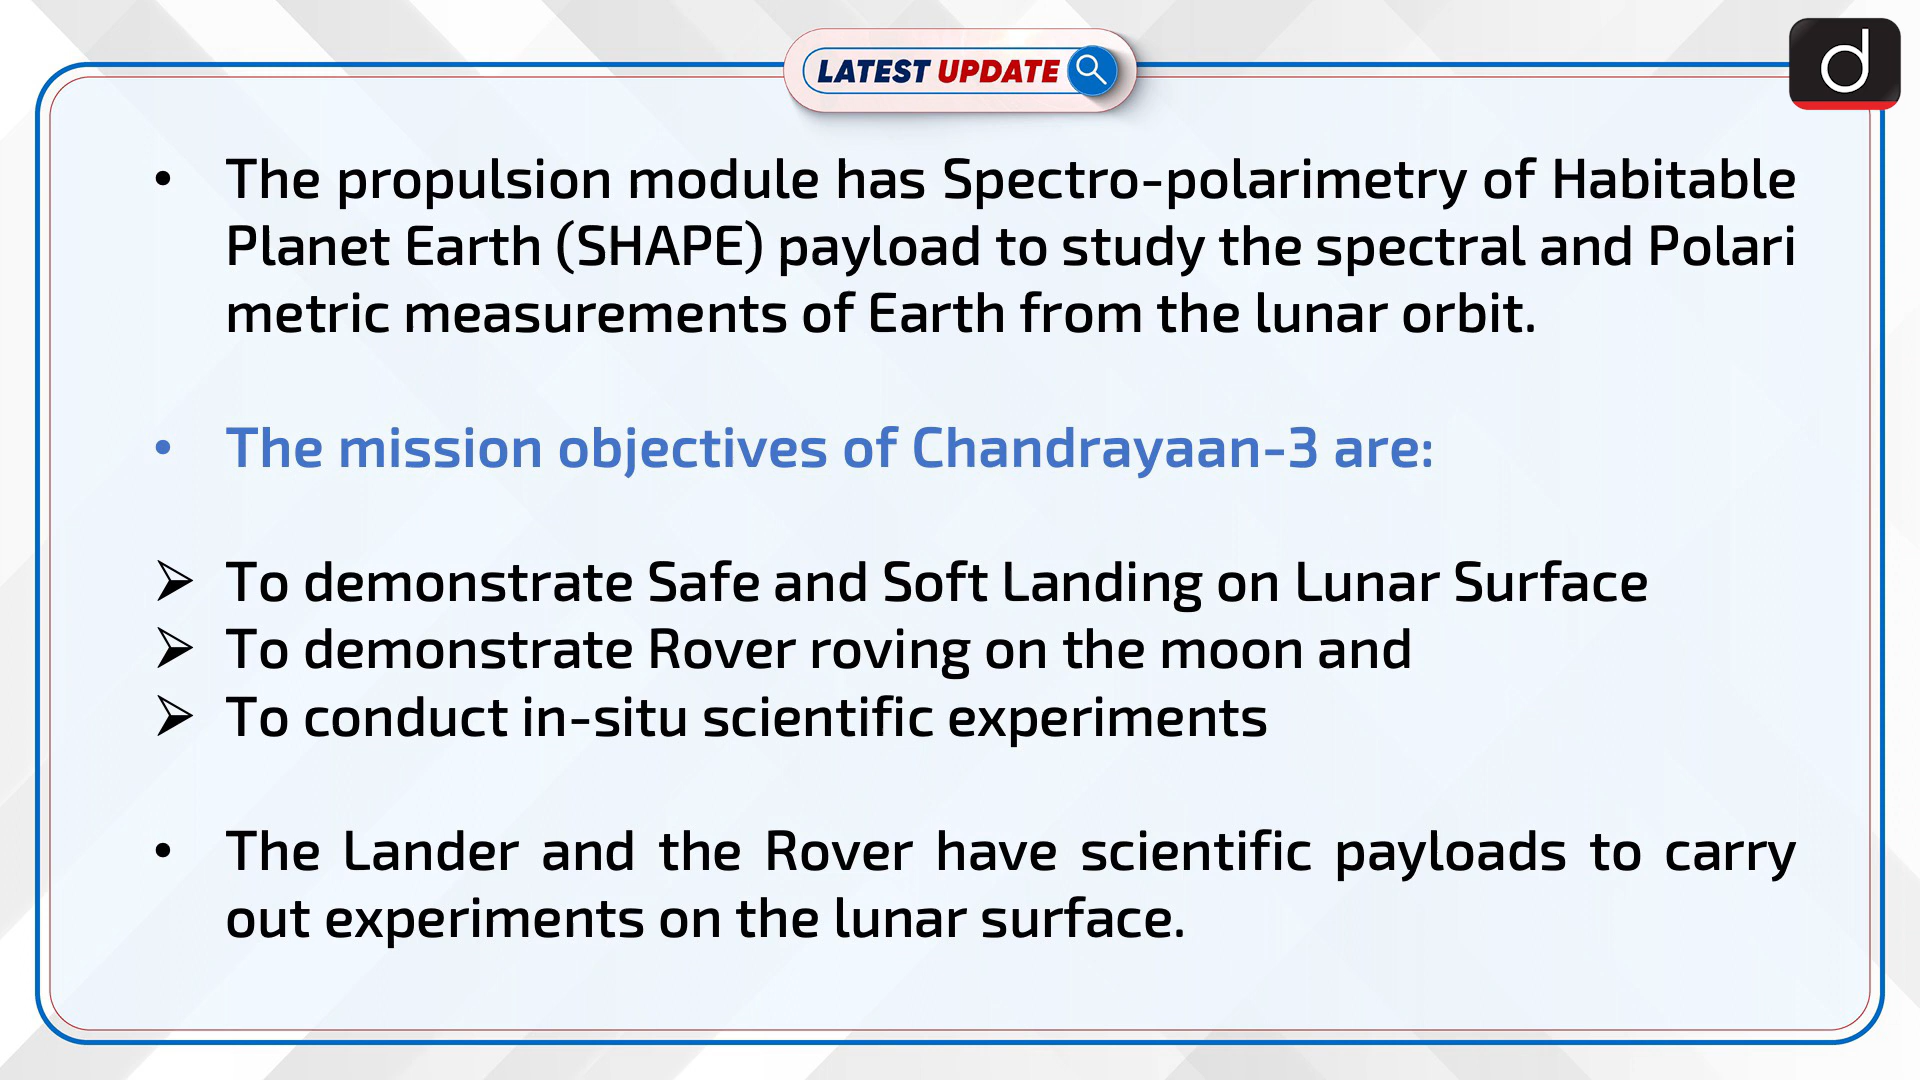 LATEST UPDATE
d
• The propulsion module has Spectro-polarimetry of Habitable
Planet Earth (SHAPE) payload to study the spectral and Polari
metric measurements of Earth from the lunar orbit.
• The mission objectives of Chandrayaan-3 are:
➢ To demonstrate Safe and Soft Landing on Lunar Surface
➢ To demonstrate Rover roving on the moon and
➢ To conduct in-situ scientific experiments
• The Lander and the Rover have scientific payloads to carry
out experiments on the lunar surface.